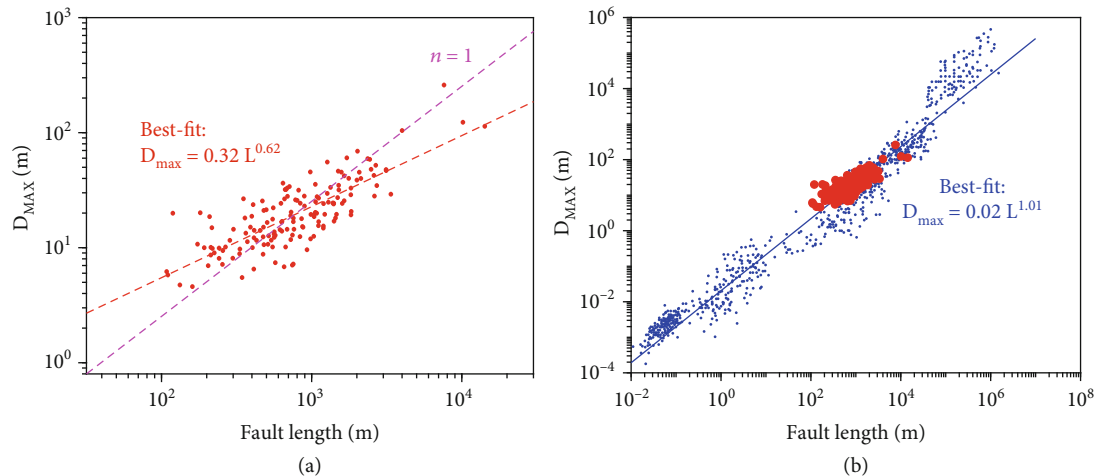 10³
10²
10¹
10⁰
D_MAX (m)
n = 1
Best-fit:
D_max = 0.32 L^0.62
10²
10³
10⁴
Fault length (m)
(a)
10⁶
10⁴
10²
10⁰
10⁻²
10⁻⁴
D_MAX (m)
Best-fit:
D_max = 0.02 L^1.01
10⁻²
10⁰
10²
10⁴
10⁶
10⁸
Fault length (m)
(b)